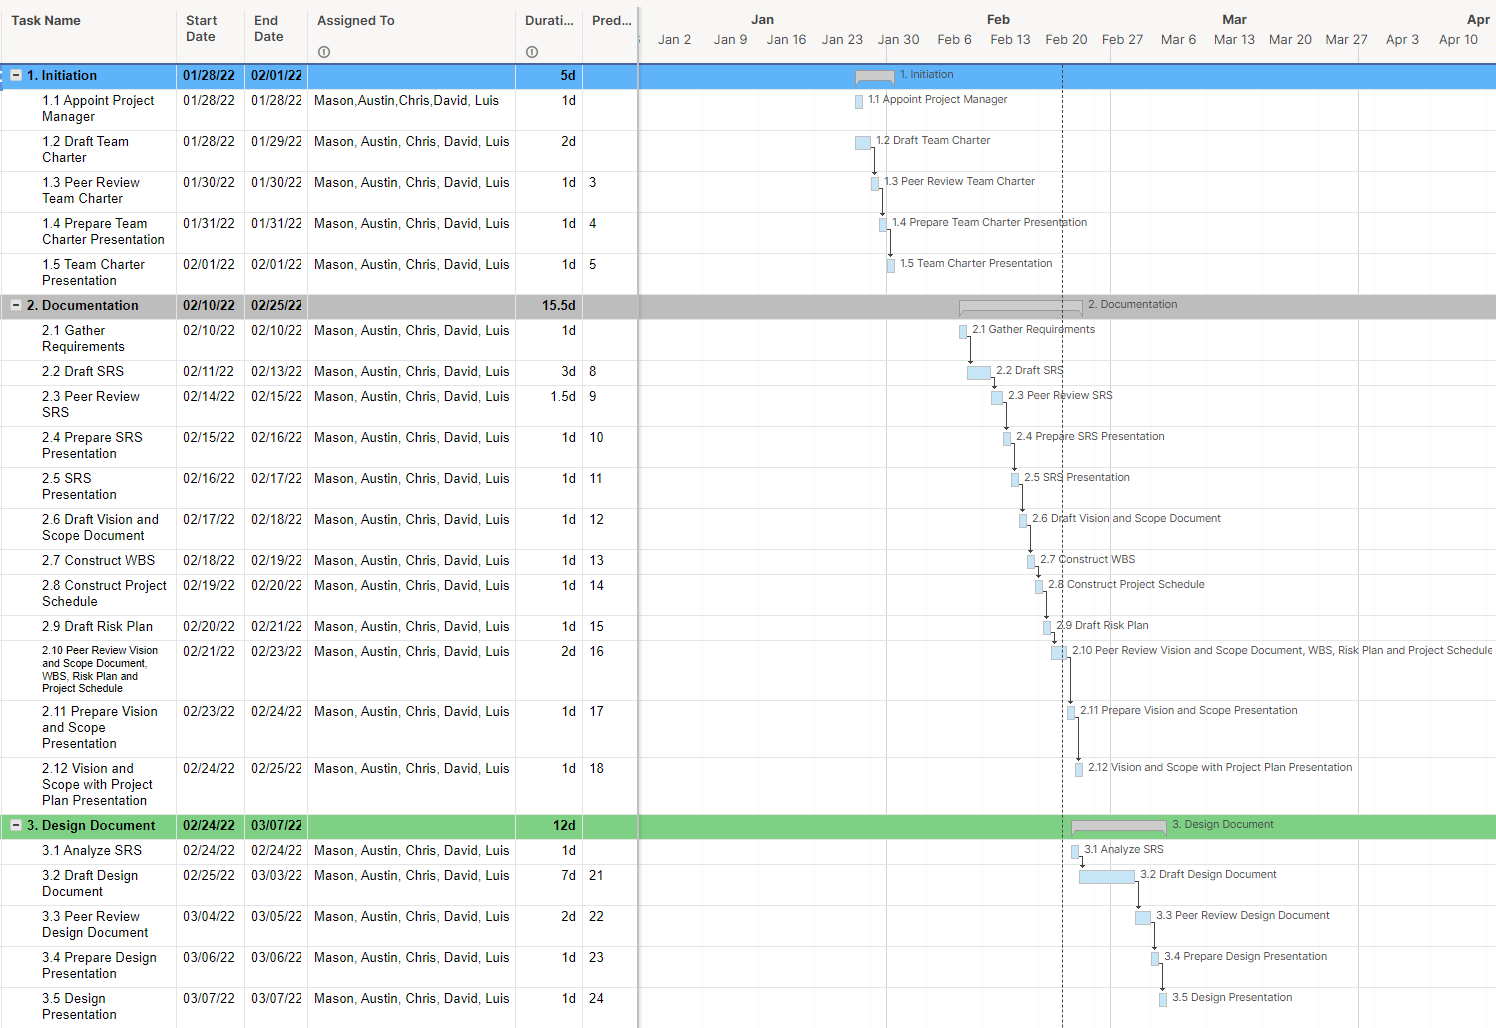 Task Name Start Date End Date Assigned To Durati... Pred...
Jan Feb Mar Apr
Jan 2 Jan 9 Jan 16 Jan 23 Jan 30 Feb 6 Feb 13 Feb 20 Feb 27 Mar 6 Mar 13 Mar 20 Mar 27 Apr 3 Apr 10
1. Initiation 01/28/22 02/01/22 5d 1. Initiation
1.1 Appoint Project Manager 01/28/22 01/28/22 Mason,Austin,Chris,David, Luis 1d 1.1 Appoint Project Manager
1.2 Draft Team Charter 01/28/22 01/29/22 Mason, Austin, Chris, David, Luis 2d 1.2 Draft Team Charter
1.3 Peer Review Team Charter 01/30/22 01/30/22 Mason, Austin, Chris, David, Luis 1d 3 1.3 Peer Review Team Charter
1.4 Prepare Team Charter Presentation 01/31/22 01/31/22 Mason, Austin, Chris, David, Luis 1d 4 1.4 Prepare Team Charter Presentation
1.5 Team Charter Presentation 02/01/22 02/01/22 Mason, Austin, Chris, David, Luis 1d 5 1.5 Team Charter Presentation
2. Documentation 02/10/22 02/25/22 15.5d 2. Documentation
2.1 Gather Requirements 02/10/22 02/10/22 Mason, Austin, Chris, David, Luis 1d 2.1 Gather Requirements
2.2 Draft SRS 02/11/22 02/13/22 Mason, Austin, Chris, David, Luis 3d 8 2.2 Draft SRS
2.3 Peer Review SRS 02/14/22 02/15/22 Mason, Austin, Chris, David, Luis 1.5d 9 2.3 Peer Review SRS
2.4 Prepare SRS Presentation 02/15/22 02/16/22 Mason, Austin, Chris, David, Luis 1d 10 2.4 Prepare SRS Presentation
2.5 SRS Presentation 02/16/22 02/17/22 Mason, Austin, Chris, David, Luis 1d 11 2.5 SRS Presentation
2.6 Draft Vision and Scope Document 02/17/22 02/18/22 Mason, Austin, Chris, David, Luis 1d 12 2.6 Draft Vision and Scope Document
2.7 Construct WBS 02/18/22 02/19/22 Mason, Austin, Chris, David, Luis 1d 13 2.7 Construct WBS
2.8 Construct Project Schedule 02/19/22 02/20/22 Mason, Austin, Chris, David, Luis 1d 14 2.8 Construct Project Schedule
2.9 Draft Risk Plan 02/20/22 02/21/22 Mason, Austin, Chris, David, Luis 1d 15 2.9 Draft Risk Plan
2.10 Peer Review Vision and Scope Document, WBS, Risk Plan and Project Schedule 02/21/22 02/23/22 Mason, Austin, Chris, David, Luis 2d 16 2.10 Peer Review Vision and Scope Document, WBS, Risk Plan and Project Schedule
2.11 Prepare Vision and Scope Presentation 02/23/22 02/24/22 Mason, Austin, Chris, David, Luis 1d 17 2.11 Prepare Vision and Scope Presentation
2.12 Vision and Scope with Project Plan Presentation 02/24/22 02/25/22 Mason, Austin, Chris, David, Luis 1d 18 2.12 Vision and Scope with Project Plan Presentation
3. Design Document 02/24/22 03/07/22 12d 3. Design Document
3.1 Analyze SRS 02/24/22 02/24/22 Mason, Austin, Chris, David, Luis 1d 3.1 Analyze SRS
3.2 Draft Design Document 02/25/22 03/03/22 Mason, Austin, Chris, David, Luis 7d 21 3.2 Draft Design Document
3.3 Peer Review Design Document 03/04/22 03/05/22 Mason, Austin, Chris, David, Luis 2d 22 3.3 Peer Review Design Document
3.4 Prepare Design Presentation 03/06/22 03/06/22 Mason, Austin, Chris, David, Luis 1d 23 3.4 Prepare Design Presentation
3.5 Design Presentation 03/07/22 03/07/22 Mason, Austin, Chris, David, Luis 1d 24 3.5 Design Presentation